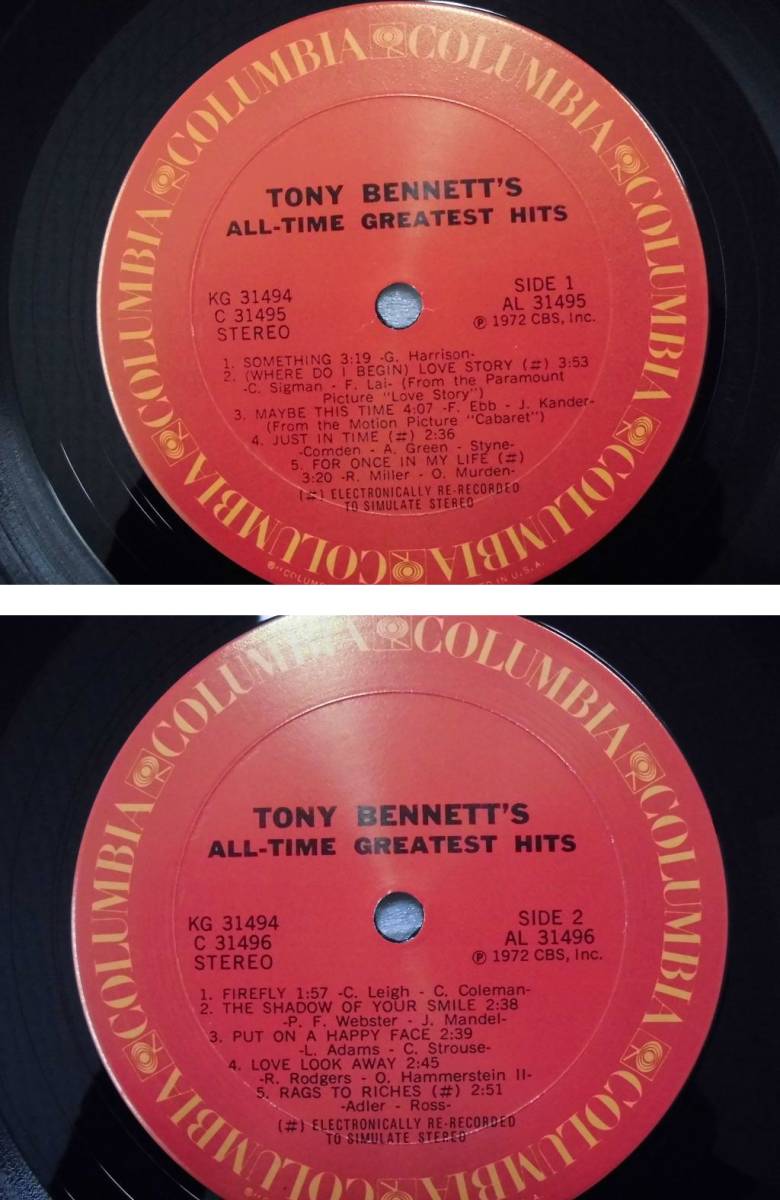 COLUMBIA COLUMBIA COLUMBIA COLUMBIA COLUMBIA COLUMBIA COLUMBIA COLUMBIA
TONY BENNETT'S
ALL-TIME GREATEST HITS
KG 31494
C 31495
STEREO
SIDE 1
AL 31495
℗ 1972 CBS, Inc.
1. SOMETHING 3:19 -G. Harrison-
2. (WHERE DO I BEGIN) LOVE STORY (#) 3:53
-C. Sigman - F. Lai- (From the Paramount
Picture "Love Story")
3. MAYBE THIS TIME 4:07 -F. Ebb - J. Kander-
(From the Motion Picture "Cabaret")
4. JUST IN TIME (#) 2:36
-Comden - A. Green - Styne-
5. FOR ONCE IN MY LIFE (#)
3:20 -R. Miller - O. Murden-
(#) ELECTRONICALLY RE-RECORDED
TO SIMULATE STEREO
IN U.S.A.
COLUMBIA COLUMBIA COLUMBIA COLUMBIA COLUMBIA COLUMBIA COLUMBIA COLUMBIA
TONY BENNETT'S
ALL-TIME GREATEST HITS
KG 31494
C 31496
STEREO
SIDE 2
AL 31496
℗ 1972 CBS, Inc.
1. FIREFLY 1:57 -C. Leigh - C. Coleman-
2. THE SHADOW OF YOUR SMILE 2:38
-P. F. Webster - J. Mandel-
3. PUT ON A HAPPY FACE 2:39
-L. Adams - C. Strouse-
4. LOVE LOOK AWAY 2:45
-R. Rodgers - O. Hammerstein II-
5. RAGS TO RICHES (#) 2:51
-Adler - Ross-
(#) ELECTRONICALLY RE-RECORDED
TO SIMULATE STEREO